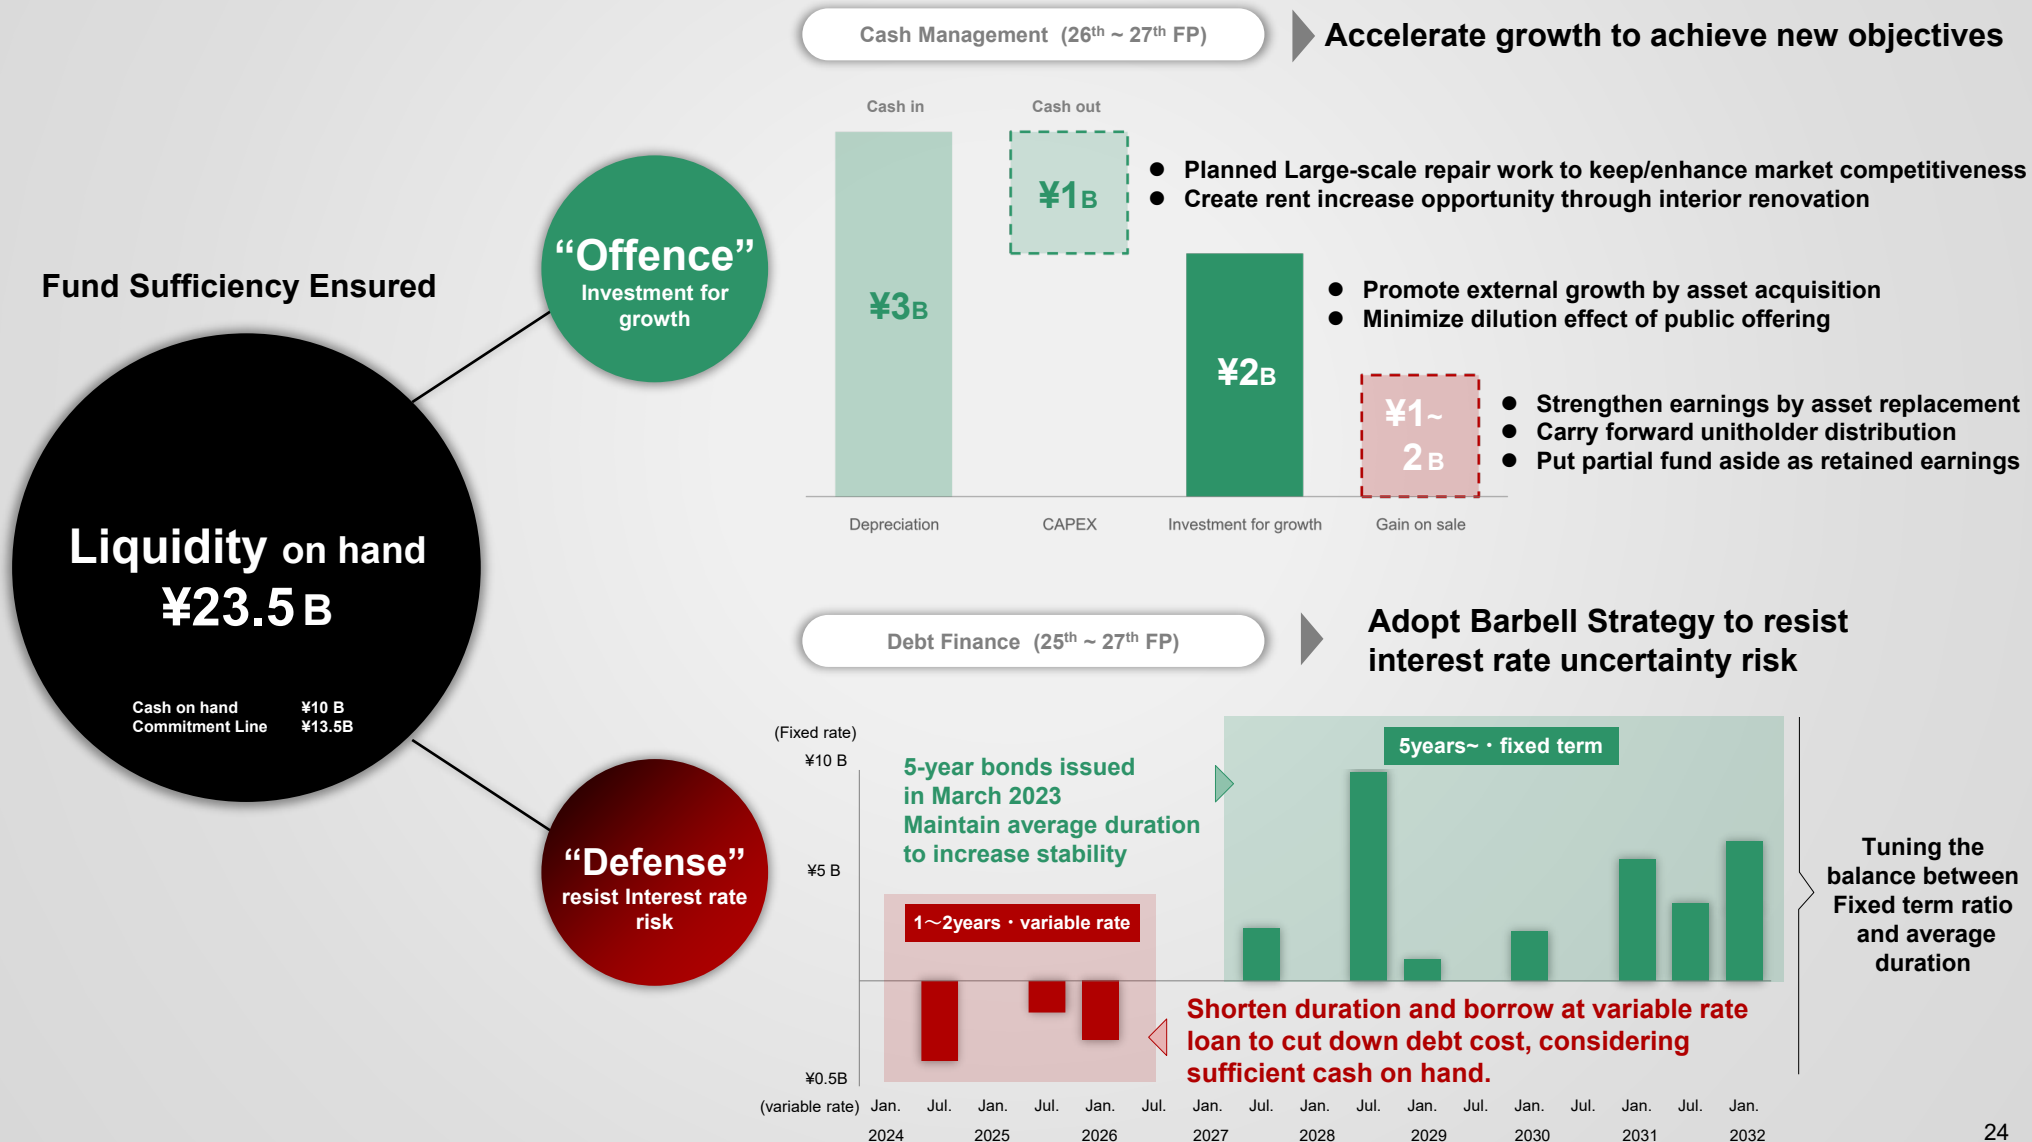 Cash Management (26th ~ 27th FP)
Accelerate growth to achieve new objectives
Cash in
Cash out
¥3B
¥1B
● Planned Large-scale repair work to keep/enhance market competitiveness
● Create rent increase opportunity through interior renovation
¥2B
● Promote external growth by asset acquisition
● Minimize dilution effect of public offering
¥1~
2 B
● Strengthen earnings by asset replacement
● Carry forward unitholder distribution
● Put partial fund aside as retained earnings
Depreciation
CAPEX
Investment for growth
Gain on sale
Fund Sufficiency Ensured
“Offence”
Investment for
growth
Liquidity on hand
¥23.5 B
Cash on hand ¥10 B
Commitment Line ¥13.5B
“Defense”
resist Interest rate
risk
Debt Finance (25th ~ 27th FP)
Adopt Barbell Strategy to resist
interest rate uncertainty risk
(Fixed rate)
¥10 B
¥5 B
¥0.5B
(variable rate)
5-year bonds issued
in March 2023
Maintain average duration
to increase stability
5years~・fixed term
1～2years・variable rate
Shorten duration and borrow at variable rate
loan to cut down debt cost, considering
sufficient cash on hand.
Tuning the
balance between
Fixed term ratio
and average
duration
Jan. Jul. Jan. Jul. Jan. Jul. Jan. Jul. Jan. Jul. Jan. Jul. Jan. Jul. Jan. Jul. Jan.
2024 2025 2026 2027 2028 2029 2030 2031 2032
24